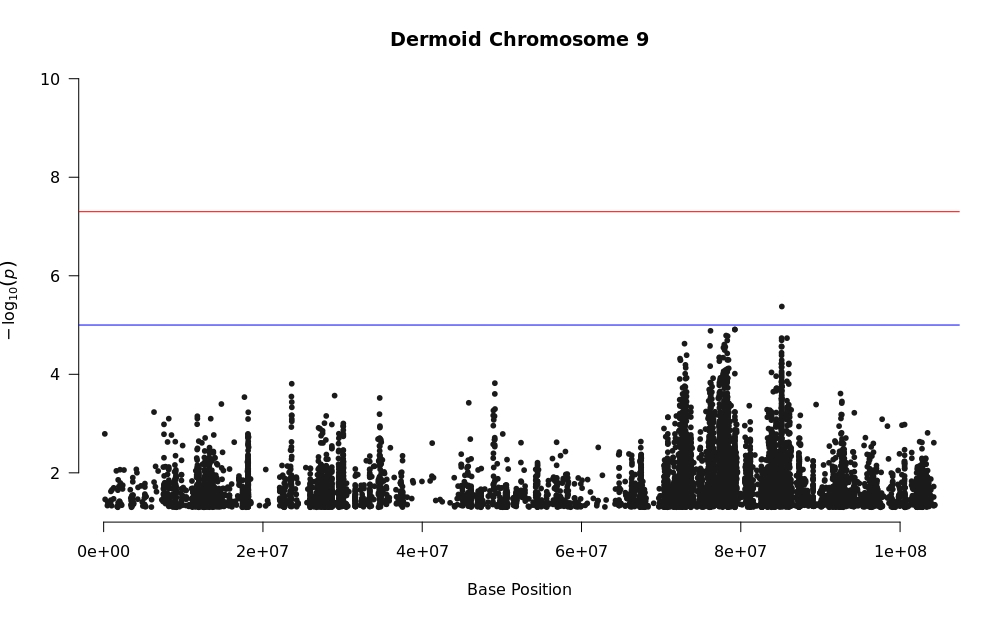 Dermoid Chromosome 9
10
8
6
4
2
− log10(p)
0e+00 2e+07 4e+07 6e+07 8e+07 1e+08
Base Position